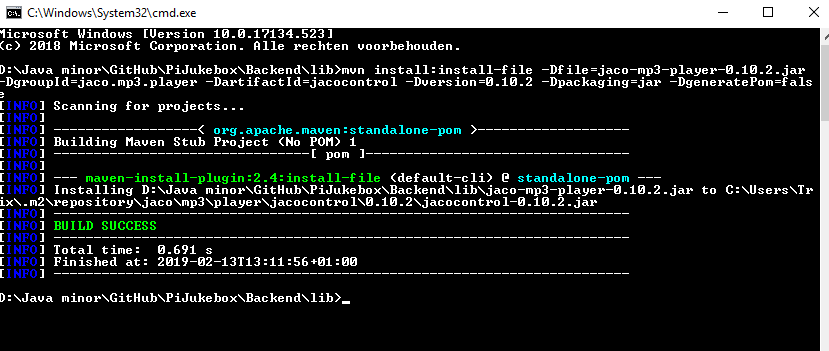 C:\Windows\System32\cmd.exe
Microsoft Windows [Version 10.0.17134.523]
(c) 2018 Microsoft Corporation. Alle rechten voorbehouden.
D:\Java minor\GitHub\PiJukebox\Backend\lib>mvn install:install-file -Dfile=jaco-mp3-player-0.10.2.jar
-DgroupId=jaco.mp3.player -DartifactId=jacocontrol -Dversion=0.10.2 -Dpackaging=jar -DgeneratePom=fals
e
[INFO] Scanning for projects...
[INFO]
[INFO] -----------------< org.apache.maven:standalone-pom >------------------
[INFO] Building Maven Stub Project (No POM) 1
[INFO] ------------------------------[ pom ]-------------------------------
[INFO]
[INFO] --- maven-install-plugin:2.4:install-file (default-cli) @ standalone-pom ---
[INFO] Installing D:\Java minor\GitHub\PiJukebox\Backend\lib\jaco-mp3-player-0.10.2.jar to C:\Users\Tr
ix\.m2\repository\jaco\mp3\player\jacocontrol\0.10.2\jacocontrol-0.10.2.jar
[INFO] --------------------------------------------------------------------
[INFO] BUILD SUCCESS
[INFO] --------------------------------------------------------------------
[INFO] Total time:  0.691 s
[INFO] Finished at: 2019-02-13T13:11:56+01:00
[INFO] --------------------------------------------------------------------
D:\Java minor\GitHub\PiJukebox\Backend\lib>